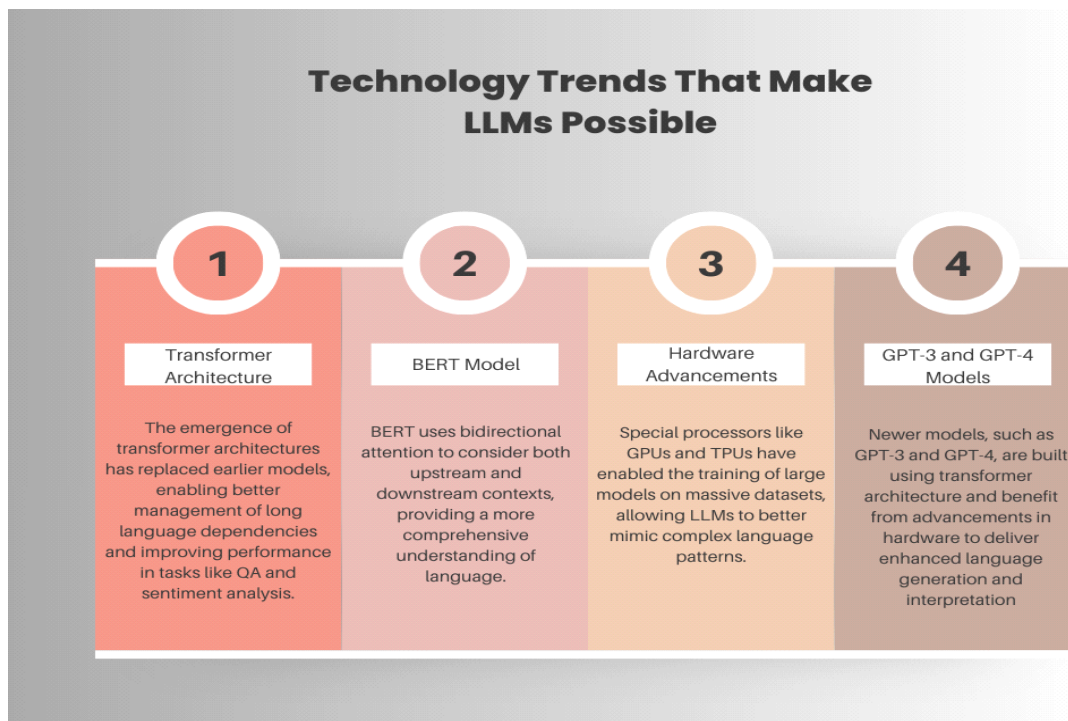 Technology Trends That Make
LLMs Possible
1
Transformer
Architecture
The emergence of
transformer architectures
has replaced earlier models,
enabling better
management of long
language dependencies
and improving performance
in tasks like QA and
sentiment analysis.
2
BERT Model
BERT uses bidirectional
attention to consider both
upstream and
downstream contexts,
providing a more
comprehensive
understanding of
language.
3
Hardware
Advancements
Special processors like
GPUs and TPUs have
enabled the training of large
models on massive datasets,
allowing LLMs to better
mimic complex language
patterns.
4
GPT-3 and GPT-4
Models
Newer models, such as
GPT-3 and GPT-4, are built
using transformer
architecture and benefit
from advancements in
hardware to deliver
enhanced language
generation and
interpretation